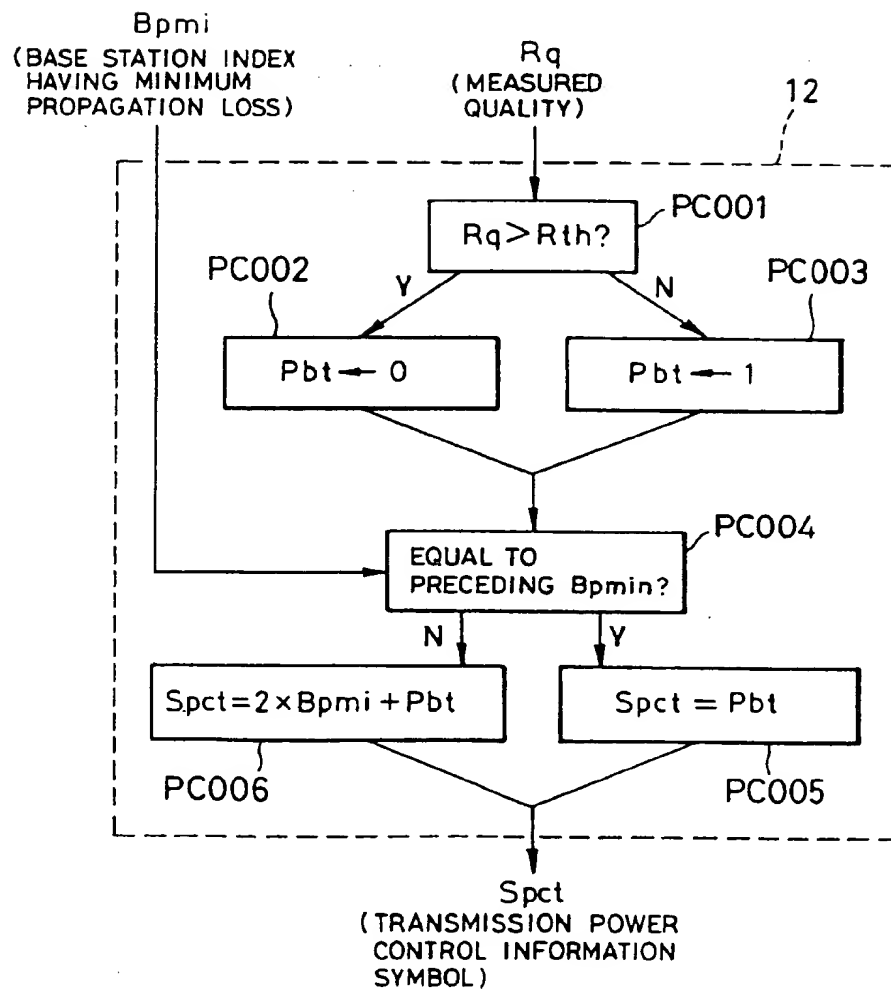 Bpmi
(BASE STATION INDEX
HAVING MINIMUM
PROPAGATION LOSS)
Rq
(MEASURED
QUALITY)
12
Rq > Rth?
PC001
PC002
Y
N
PC003
Pbt ← 0
Pbt ← 1
EQUAL TO
PRECEDING Bpmin?
PC004
N
Y
Spct = 2 × Bpmi + Pbt
Spct = Pbt
PC006
PC005
Spct
(TRANSMISSION POWER
CONTROL INFORMATION
SYMBOL)